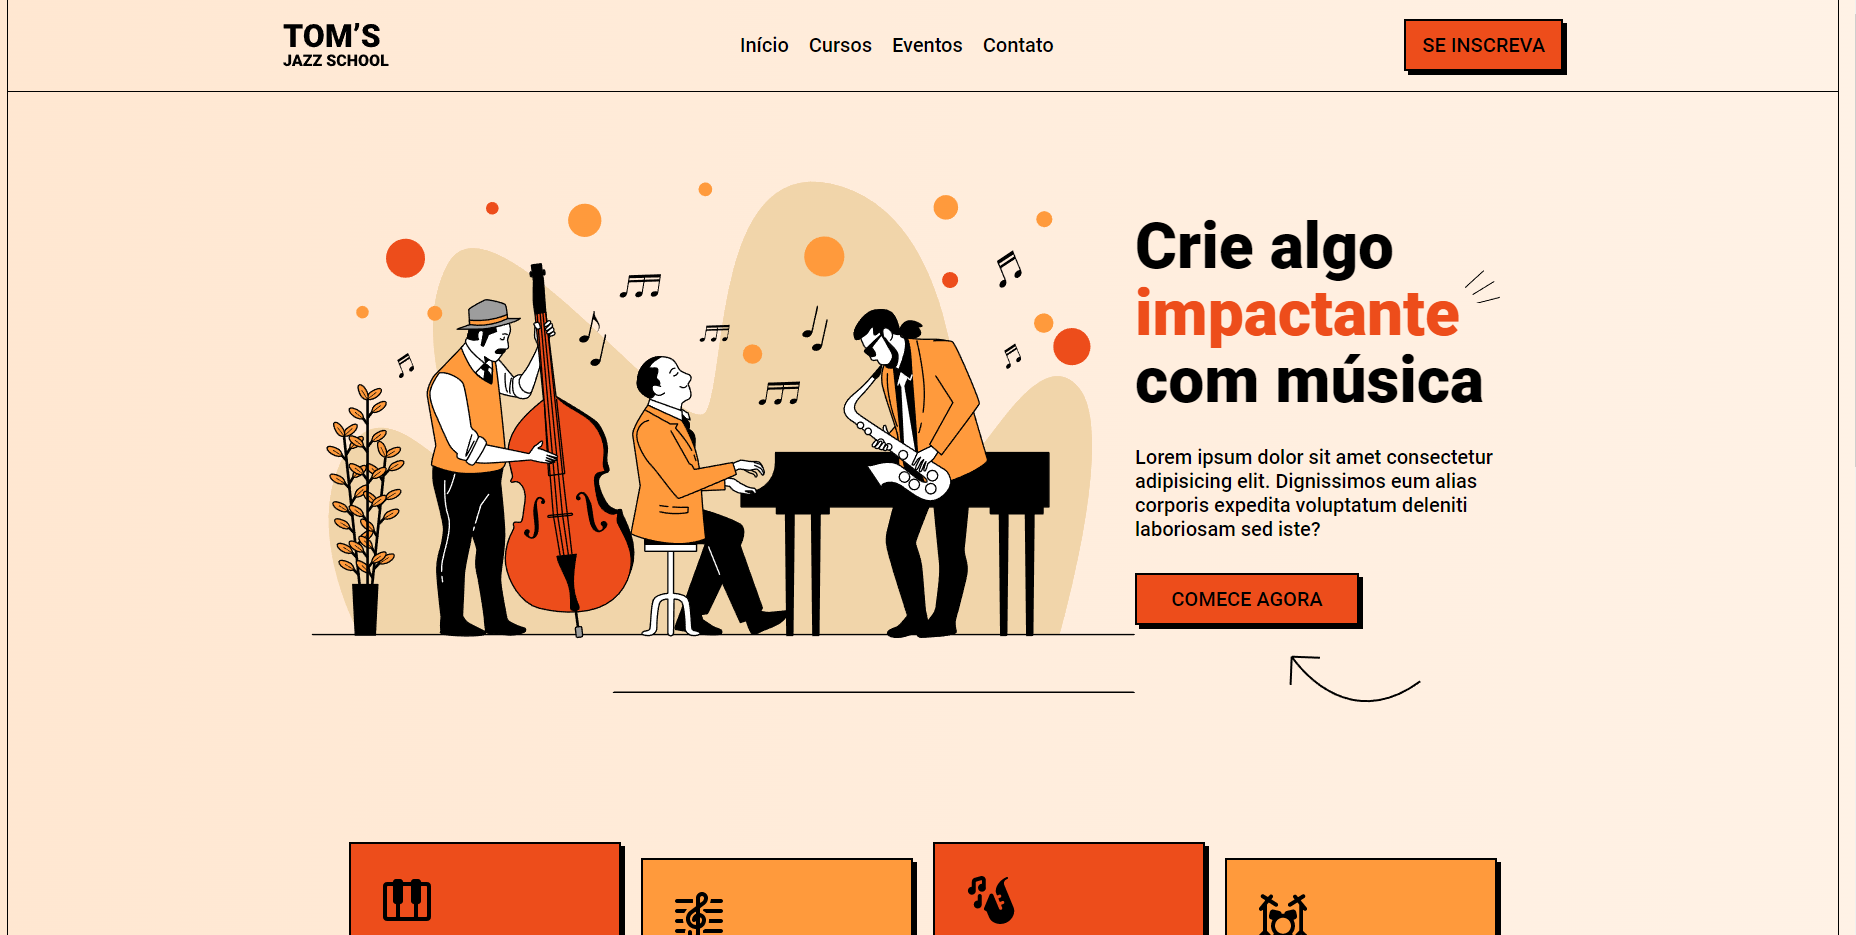 TOM'S
JAZZ SCHOOL
Início Cursos Eventos Contato
SE INSCREVA
Crie algo
impactante
com música
Lorem ipsum dolor sit amet consectetur
adipisicing elit. Dignissimos eum alias
corporis expedita voluptatum deleniti
laboriosam sed iste?
COMECE AGORA